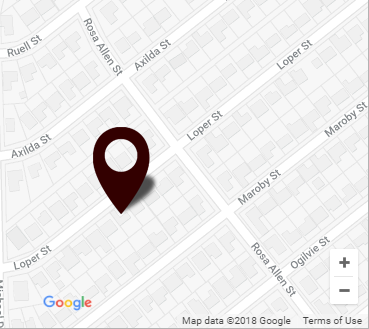 Ruell St
Rosa Allen St
Axilda St
Loper St
Loper St
Maroby St
Axilda St
Maroby St
Loper St
Rosa Allen St
Ogilvie St
+
Google
−
Map data ©2018 Google Terms of Use